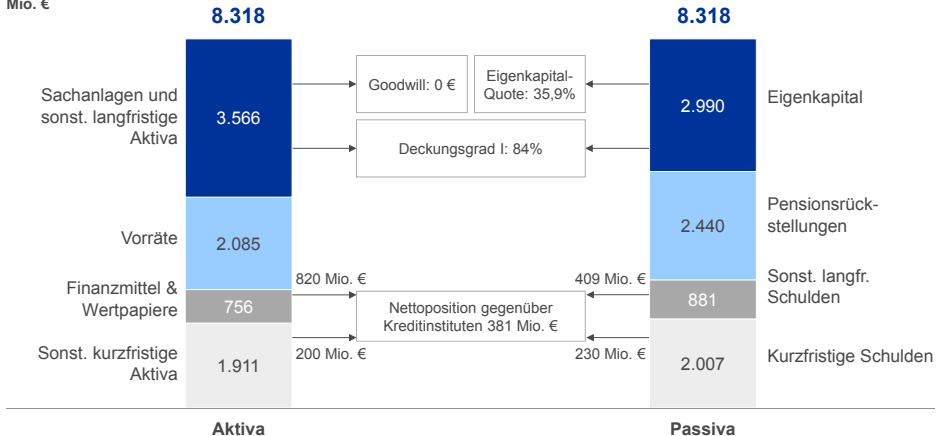 Mio. €
8.318
8.318
Sachanlagen und
sonst. langfristige
Aktiva
3.566
Goodwill: 0 €
Eigenkapital-
Quote: 35,9%
2.990
Eigenkapital
Deckungsgrad I: 84%
Vorräte
2.085
2.440
Pensionsrück-
stellungen
Finanzmittel &
Wertpapiere
756
820 Mio. €
409 Mio. €
881
Sonst. langfr.
Schulden
Nettoposition gegenüber
Kreditinstituten 381 Mio. €
Sonst. kurzfristige
Aktiva
1.911
200 Mio. €
230 Mio. €
2.007
Kurzfristige Schulden
Aktiva
Passiva